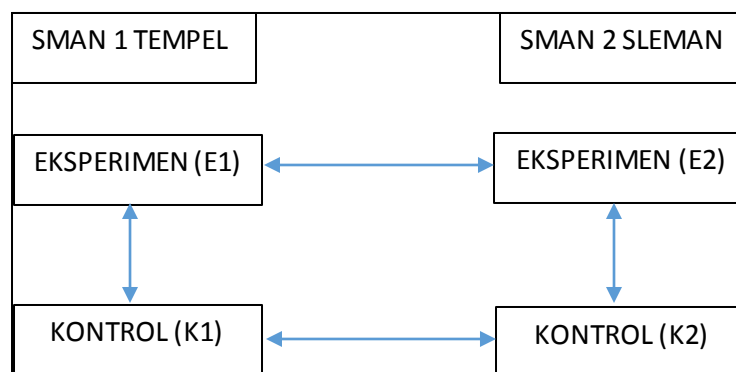 SMAN 1 TEMPEL
SMAN 2 SLEMAN
EKSPERIMEN (E1)
EKSPERIMEN (E2)
KONTROL (K1)
KONTROL (K2)